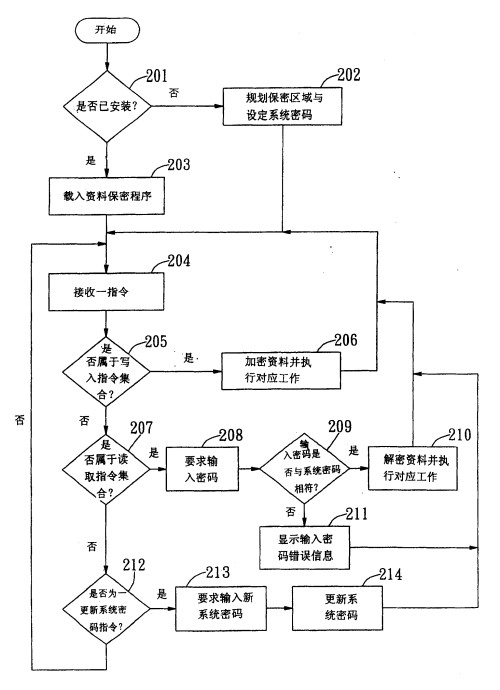 开始
201
是否已安装？
否
202
规划保密区域与
设定系统密码
是
203
载入资料保密程序
204
接收一指令
205
是
否属于写
入指令集
合？
是
206
加密资料并执
行对应工作
否
否
207
是
否属于读
取指令集
合？
是
208
要求输
入密码
209
输
入密码是
否与系统密码
相符？
是
210
解密资料并执
行对应工作
否
211
显示输入密
码错误信息
否
212
是否为一
更新系统密
码指令？
是
213
要求输入新
系统密码
214
更新系
统密码